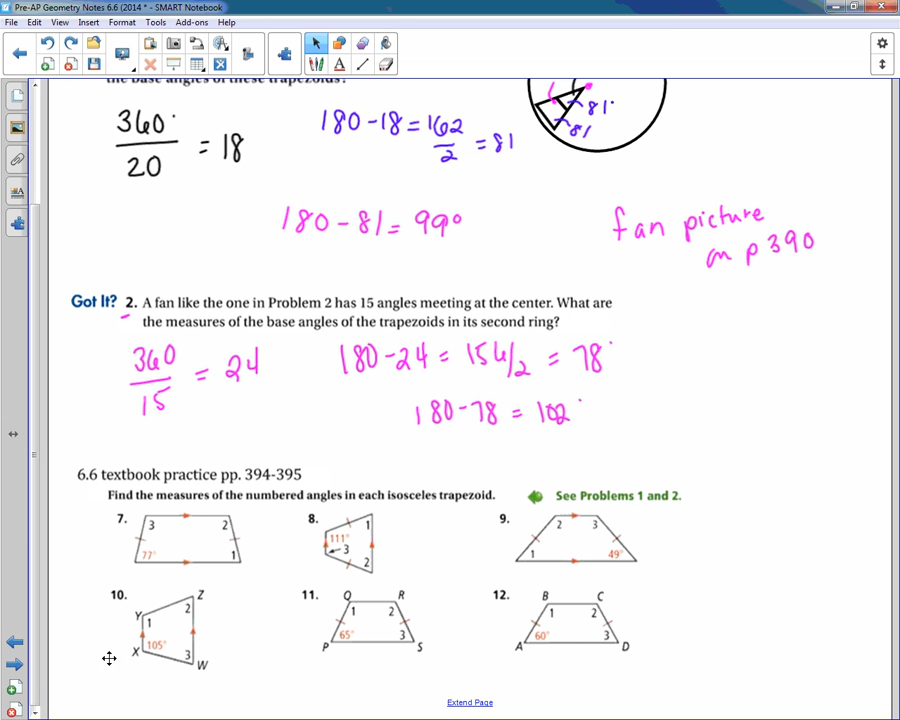 Pre-AP Geometry Notes 6.6 (2014 * - SMART Notebook
File Edit View Insert Format Tools Add-ons Help
the base angles of these trapezoids?
360° / 20 = 18
180 - 18 = 162 / 2 = 81
81°
81
180 - 81 = 99°
fan picture
on p 390
Got It? 2. A fan like the one in Problem 2 has 15 angles meeting at the center. What are
the measures of the base angles of the trapezoids in its second ring?
360 / 15 = 24
180 - 24 = 156/2 = 78°
180 - 78 = 102°
6.6 textbook practice pp. 394-395
Find the measures of the numbered angles in each isosceles trapezoid.
See Problems 1 and 2.
7. 3 2 77° 1
8. 1 111° 3 2
9. 2 3 1 49°
10. Z 2 Y 1 105° X 3 W
11. Q R 1 2 65° 3 P S
12. B C 1 2 60° 3 A D
Extend Page